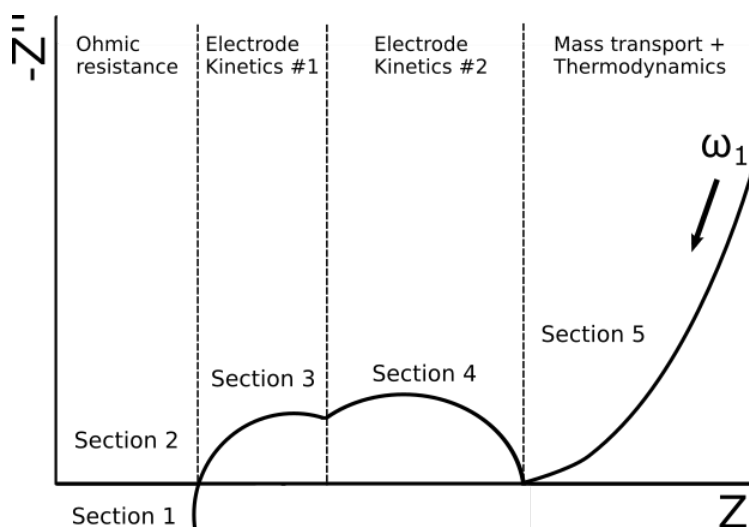 -Z"
Ohmic
resistance
Electrode
Kinetics #1
Electrode
Kinetics #2
Mass transport +
Thermodynamics
ω1
Section 5
Section 3
Section 4
Section 2
Section 1
Z